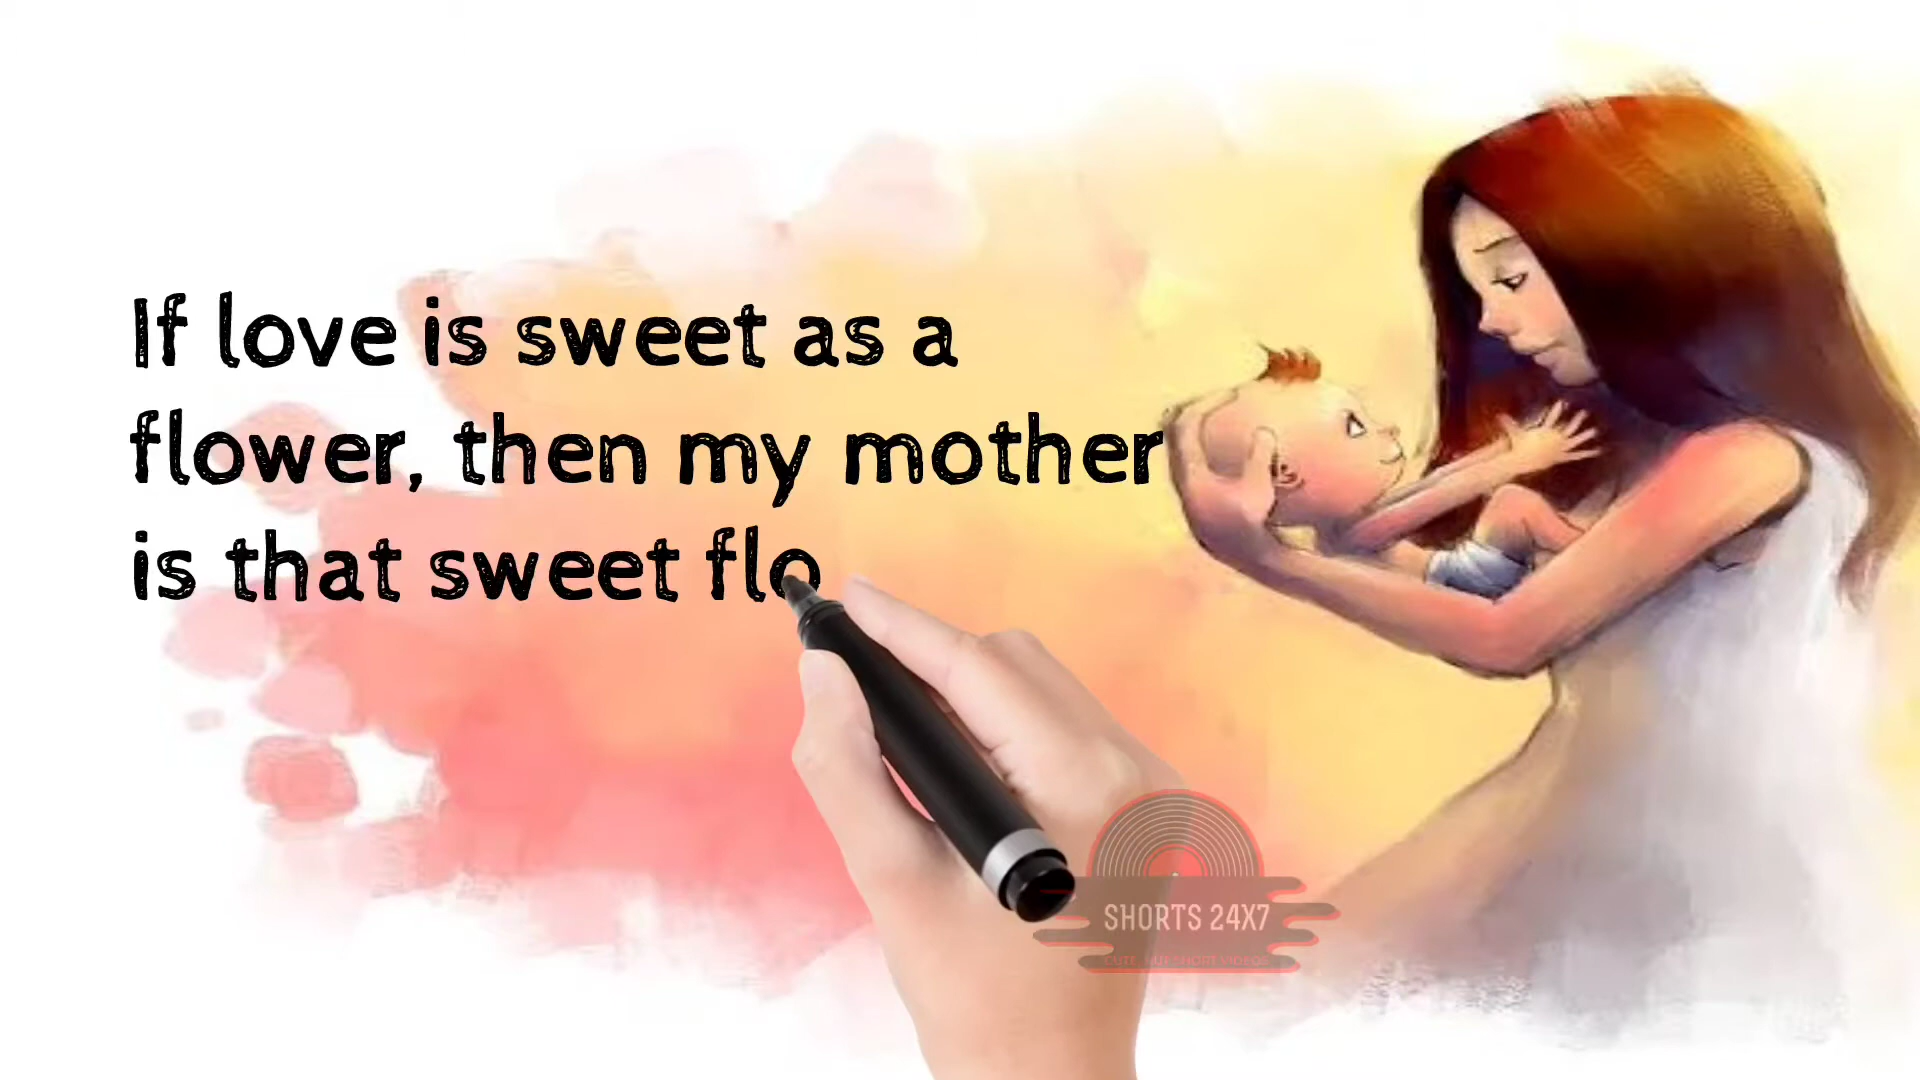 If love is sweet as a
flower, then my mother
is that sweet flo
SHORTS 24X7